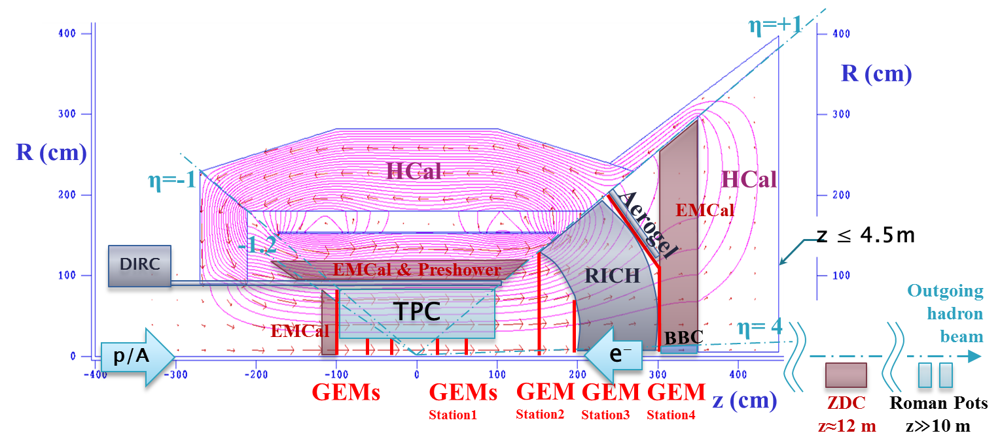 η=+1
400
400
R (cm)
300
300
R (cm)
HCal
η=-1
HCal
200
200
Aerogel
EMCal
z ≤ 4.5m
-1.2
DIRC
EMCal & Preshower
RICH
100
100
TPC
Outgoing
hadron
beam
EMCal
η= 4
BBC
p/A
e⁻
0
-400
-300
-200
-100
0
100
200
300
400
GEMs
GEMs
GEM
GEM
GEM
z (cm)
Station1
Station2
Station3
Station4
ZDC
z≈12 m
Roman Pots
z≫10 m